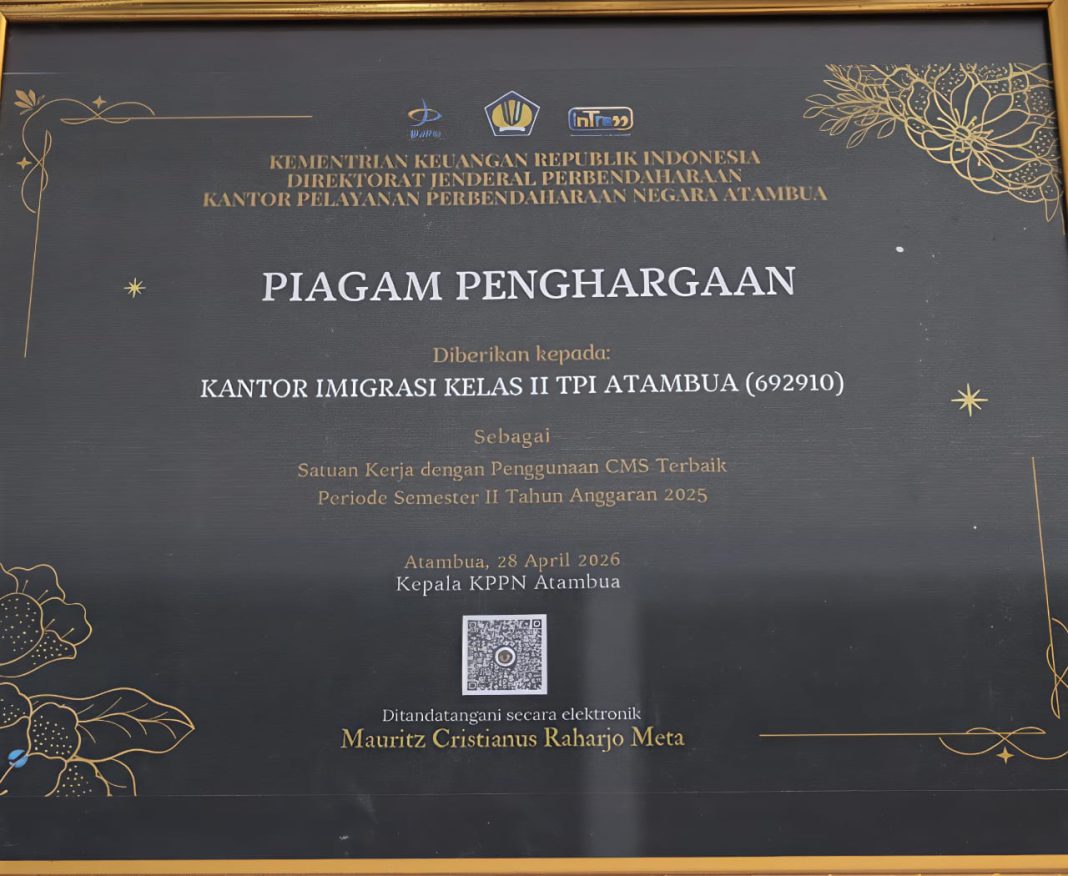 inTress
KEMENTRIAN KEUANGAN REPUBLIK INDONESIA
DIREKTORAT JENDERAL PERBENDAHARAAN
KANTOR PELAYANAN PERBENDAHARAAN NEGARA ATAMBUA
PIAGAM PENGHARGAAN
Diberikan kepada:
KANTOR IMIGRASI KELAS II TPI ATAMBUA (692910)
Sebagai
Satuan Kerja dengan Penggunaan CMS Terbaik
Periode Semester II Tahun Anggaran 2025
Atambua, 28 April 2026
Kepala KPPN Atambua
Ditandatangani secara elektronik
Mauritz Cristianus Raharjo Meta